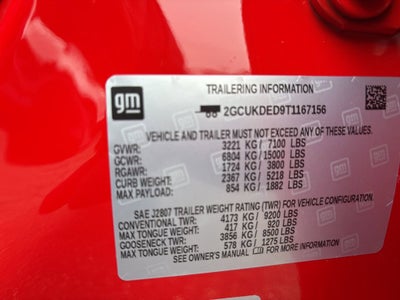 gm
TRAILERING INFORMATION
88 2GCUKDED9T1167156
VEHICLE AND TRAILER MUST NOT EXCEED ANY OF THESE VALUES.
GVWR: 3221 KG / 7100 LBS
GCWR: 6804 KG / 15000 LBS
RGAWR: 1724 KG / 3800 LBS
CURB WEIGHT: 2367 KG / 5218 LBS
MAX PAYLOAD: 854 KG / 1882 LBS
SAE J2807 TRAILER WEIGHT RATING (TWR) FOR VEHICLE CONFIGURATION.
CONVENTIONAL TWR: 4173 KG / 9200 LBS
MAX TONGUE WEIGHT: 417 KG / 920 LBS
GOOSENECK TWR: 3856 KG / 8500 LBS
MAX TONGUE WEIGHT: 578 KG / 1275 LBS
SEE OWNER'S MANUAL FOR MORE INFORMATION